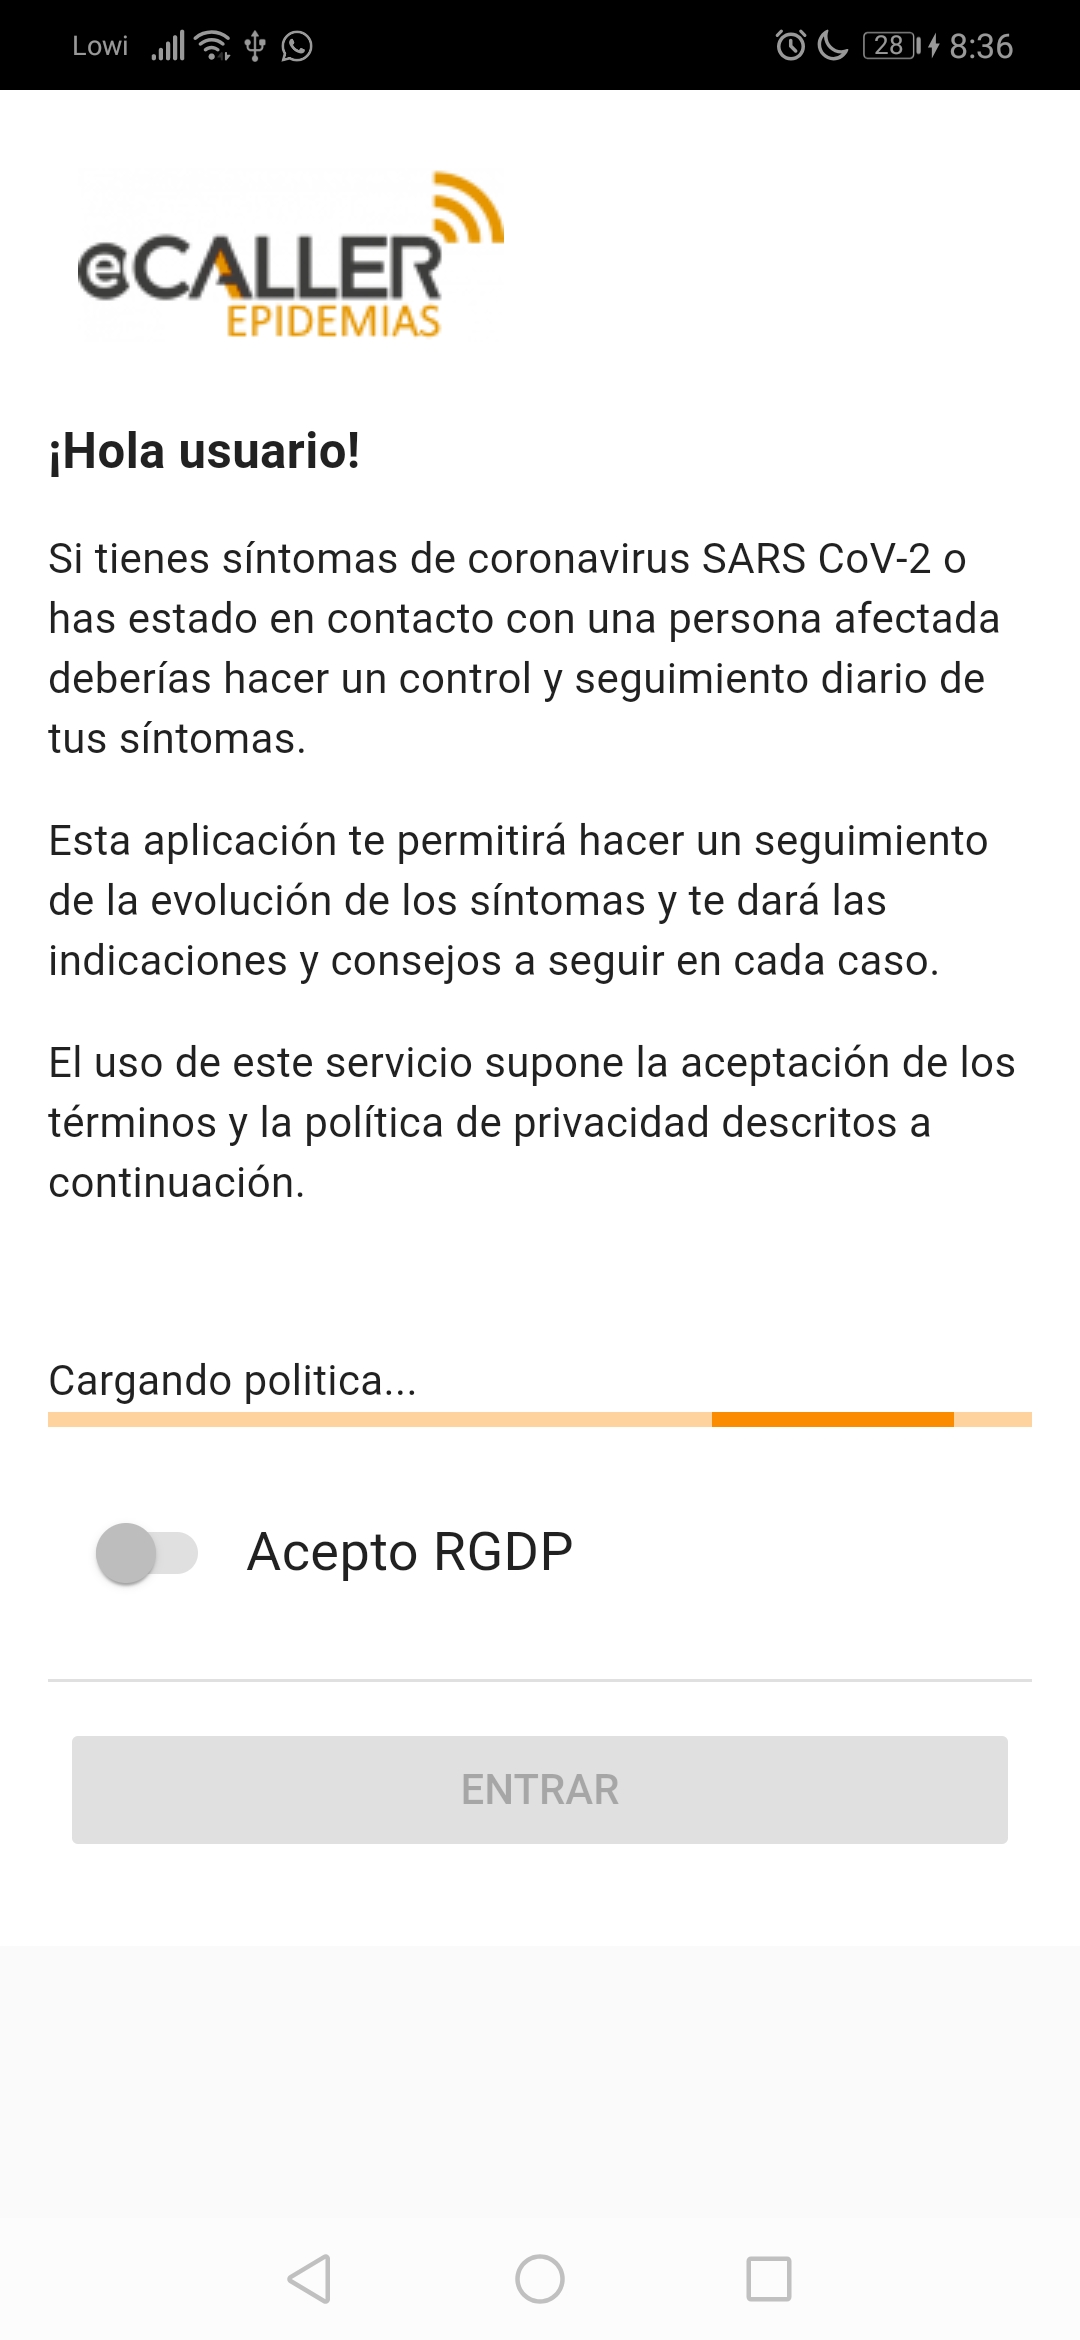 Lowi 28 8:36
eCALLER
EPIDEMIAS
¡Hola usuario!
Si tienes síntomas de coronavirus SARS CoV-2 o
has estado en contacto con una persona afectada
deberías hacer un control y seguimiento diario de
tus síntomas.
Esta aplicación te permitirá hacer un seguimiento
de la evolución de los síntomas y te dará las
indicaciones y consejos a seguir en cada caso.
El uso de este servicio supone la aceptación de los
términos y la política de privacidad descritos a
continuación.
Cargando politica...
Acepto RGDP
ENTRAR